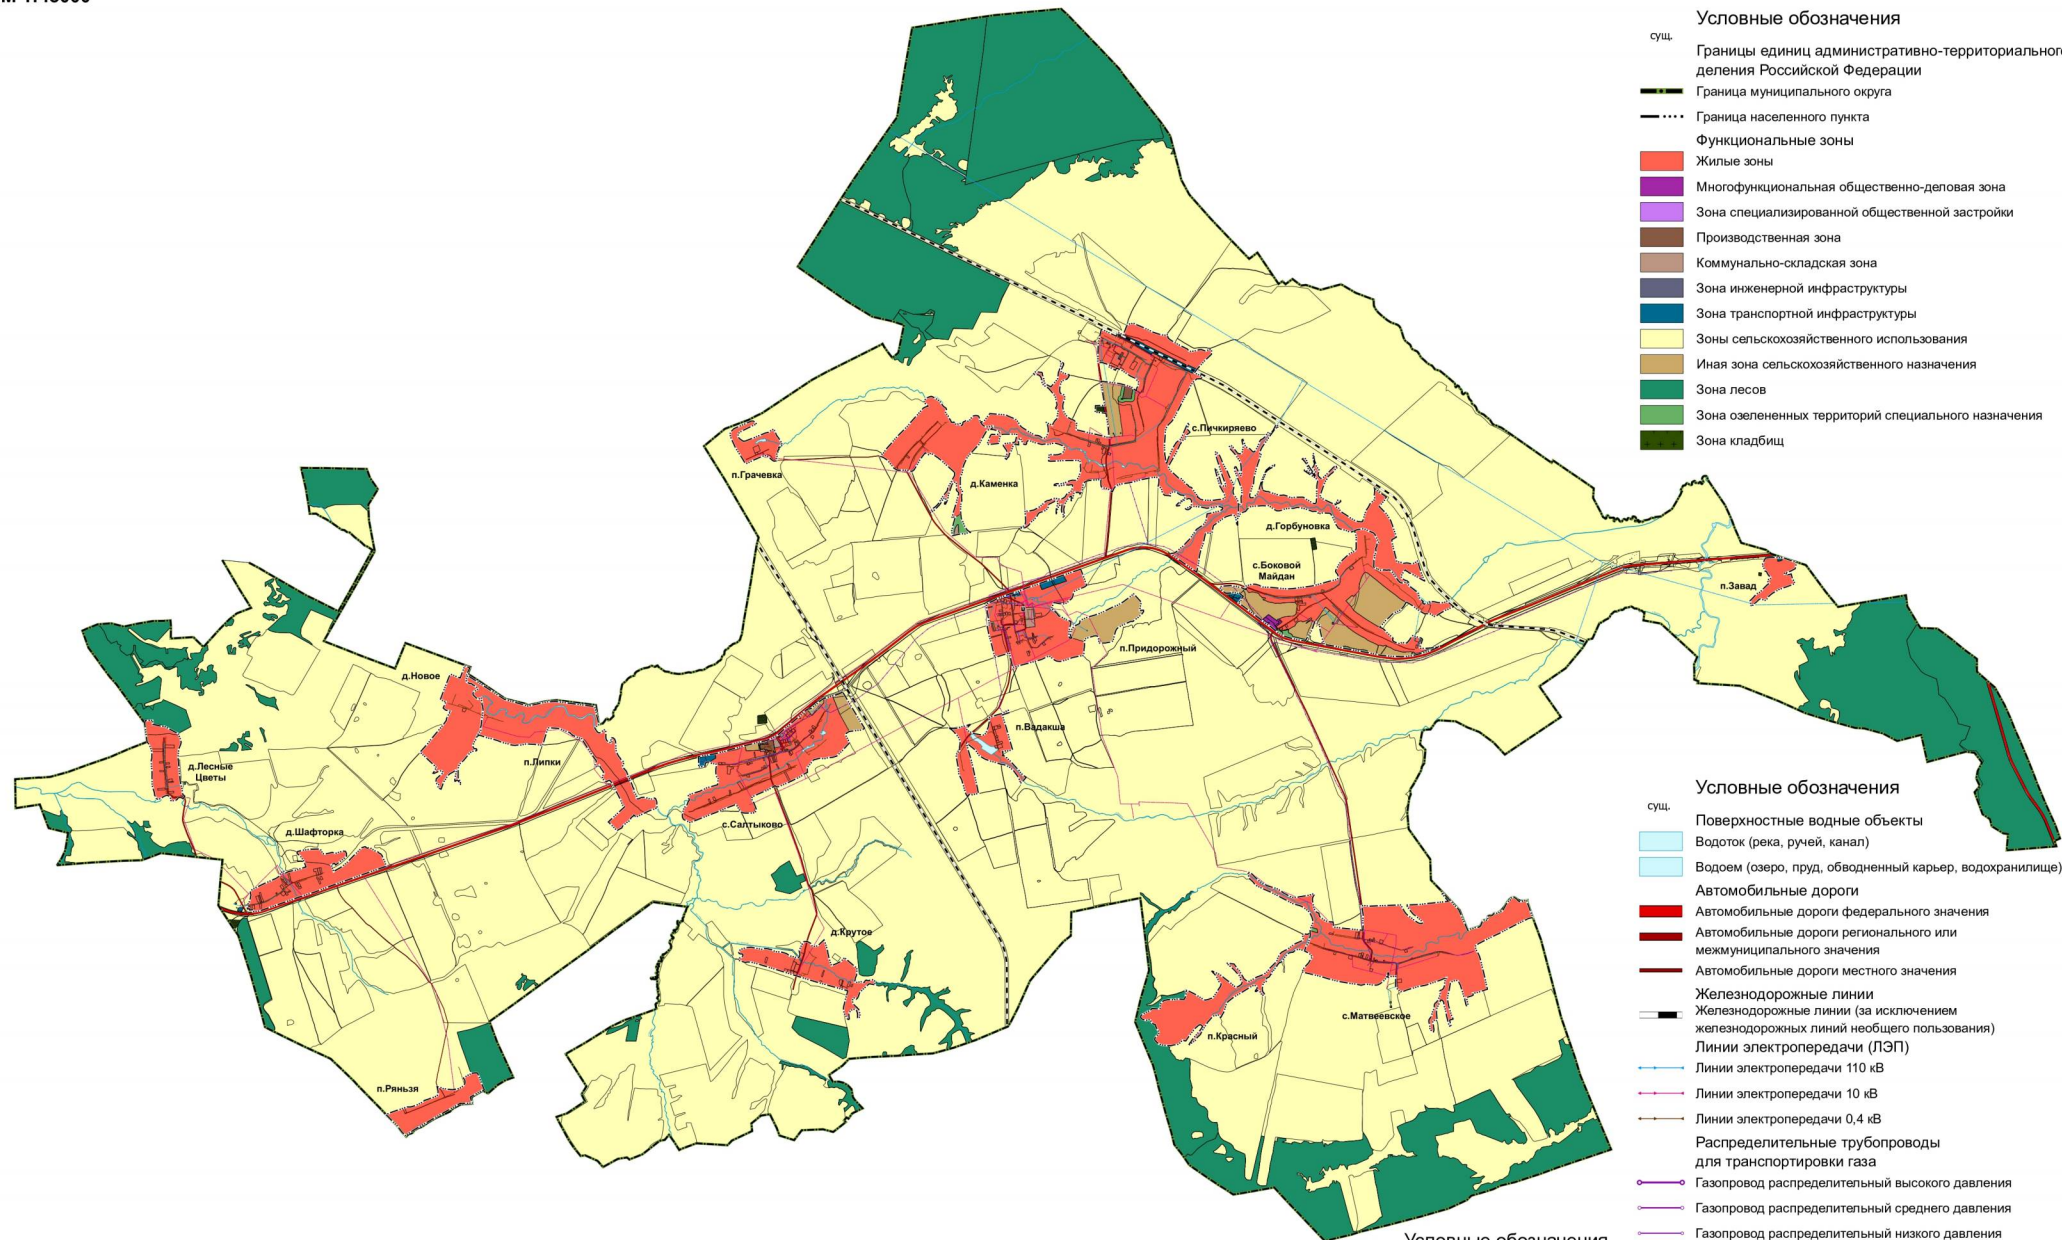 Условные обозначения
сущ.
Границы единиц административно-территориального
деления Российской Федерации
Граница муниципального округа
Граница населенного пункта
Функциональные зоны
Жилые зоны
Многофункциональная общественно-деловая зона
Зона специализированной общественной застройки
Производственная зона
Коммунально-складская зона
Зона инженерной инфраструктуры
Зона транспортной инфраструктуры
Зоны сельскохозяйственного использования
Иная зона сельскохозяйственного назначения
Зона лесов
Зона озелененных территорий специального назначения
Зона кладбищ
с.Пичкиряево
п.Грачевка
д.Каменка
д.Горбуновка
с.Боковой
Майдан
п.Завад
п.Придорожный
д.Новое
п.Вадакша
п.Липки
д.Лесные
Цветы
с.Салтыково
д.Шафторка
д.Крутое
с.Матвеевское
п.Красный
п.Ряньзя
Условные обозначения
сущ.
Поверхностные водные объекты
Водоток (река, ручей, канал)
Водоем (озеро, пруд, обводненный карьер, водохранилище)
Автомобильные дороги
Автомобильные дороги федерального значения
Автомобильные дороги регионального или
межмуниципального значения
Автомобильные дороги местного значения
Железнодорожные линии
Железнодорожные линии (за исключением
железнодорожных линий необщего пользования)
Линии электропередачи (ЛЭП)
Линии электропередачи 110 кВ
Линии электропередачи 10 кВ
Линии электропередачи 0,4 кВ
Распределительные трубопроводы
для транспортировки газа
Газопровод распределительный высокого давления
Газопровод распределительный среднего давления
Газопровод распределительный низкого давления
Условные обозначения